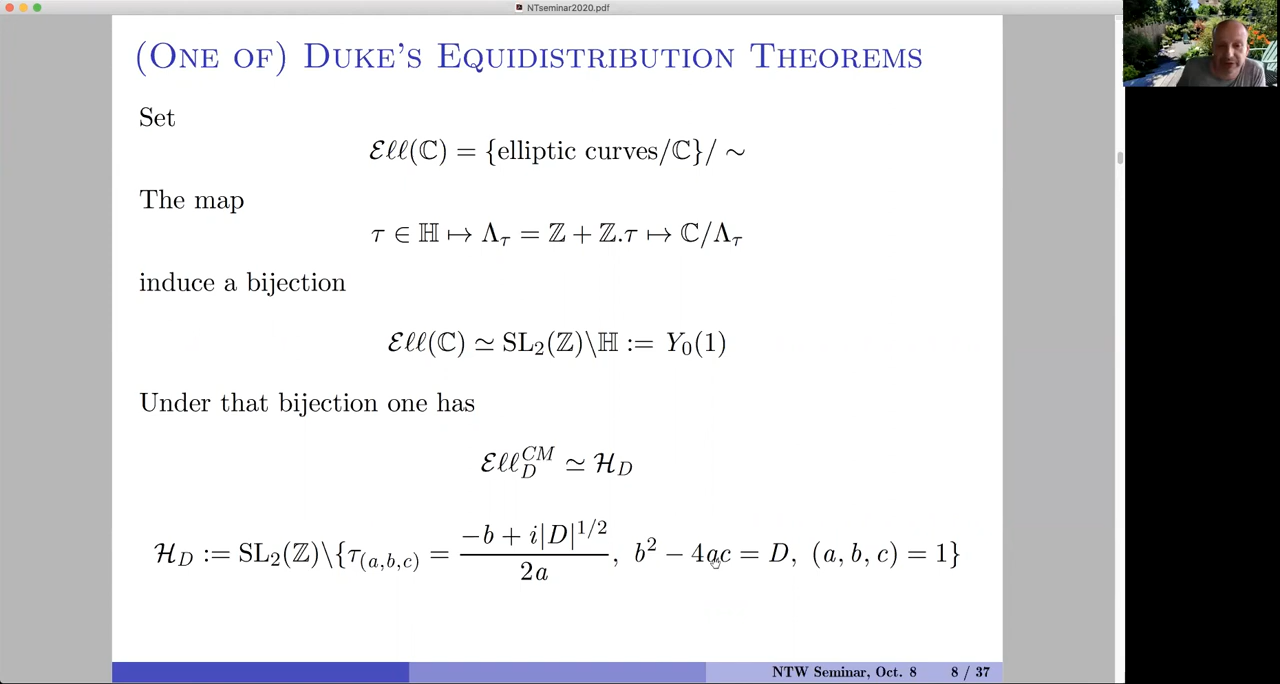 NTseminar2020.pdf
(One of) Duke's Equidistribution Theorems
Set
ℰℓℓ(ℂ) = {elliptic curves/ℂ}/ ∼
The map
τ ∈ ℍ ↦ Λ_τ = ℤ + ℤ.τ ↦ ℂ/Λ_τ
induce a bijection
ℰℓℓ(ℂ) ≃ SL₂(ℤ)\ℍ := Y₀(1)
Under that bijection one has
ℰℓℓ_D^{CM} ≃ ℋ_D
ℋ_D := SL₂(ℤ)\{τ_{(a,b,c)} = (−b + i|D|^{1/2})/2a, b² − 4ac = D, (a, b, c) = 1}
NTW Seminar, Oct. 8 8 / 37